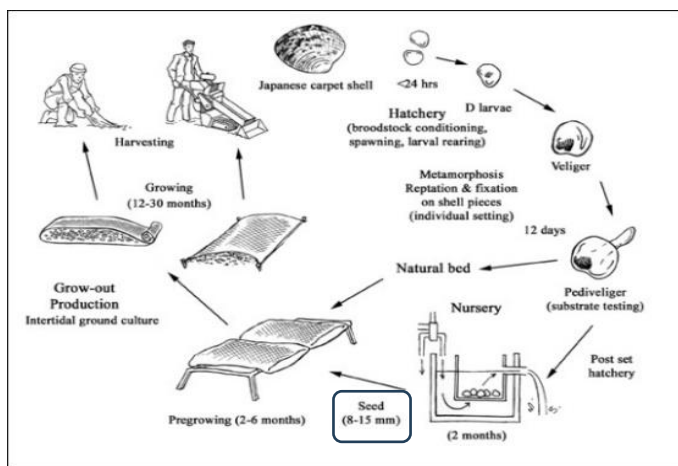 Japanese carpet shell
<24 hrs
D larvae
Hatchery
(broodstock conditioning,
spawning, larval rearing)
Veliger
Metamorphosis
Reptation & fixation
on shell pieces
(individual setting)
12 days
Pediveliger
(substrate testing)
Natural bed
Nursery
Post set
hatchery
(2 months)
Seed
(8-15 mm)
Pregrowing (2-6 months)
Grow-out
Production
Intertidal ground culture
Growing
(12-30 months)
Harvesting